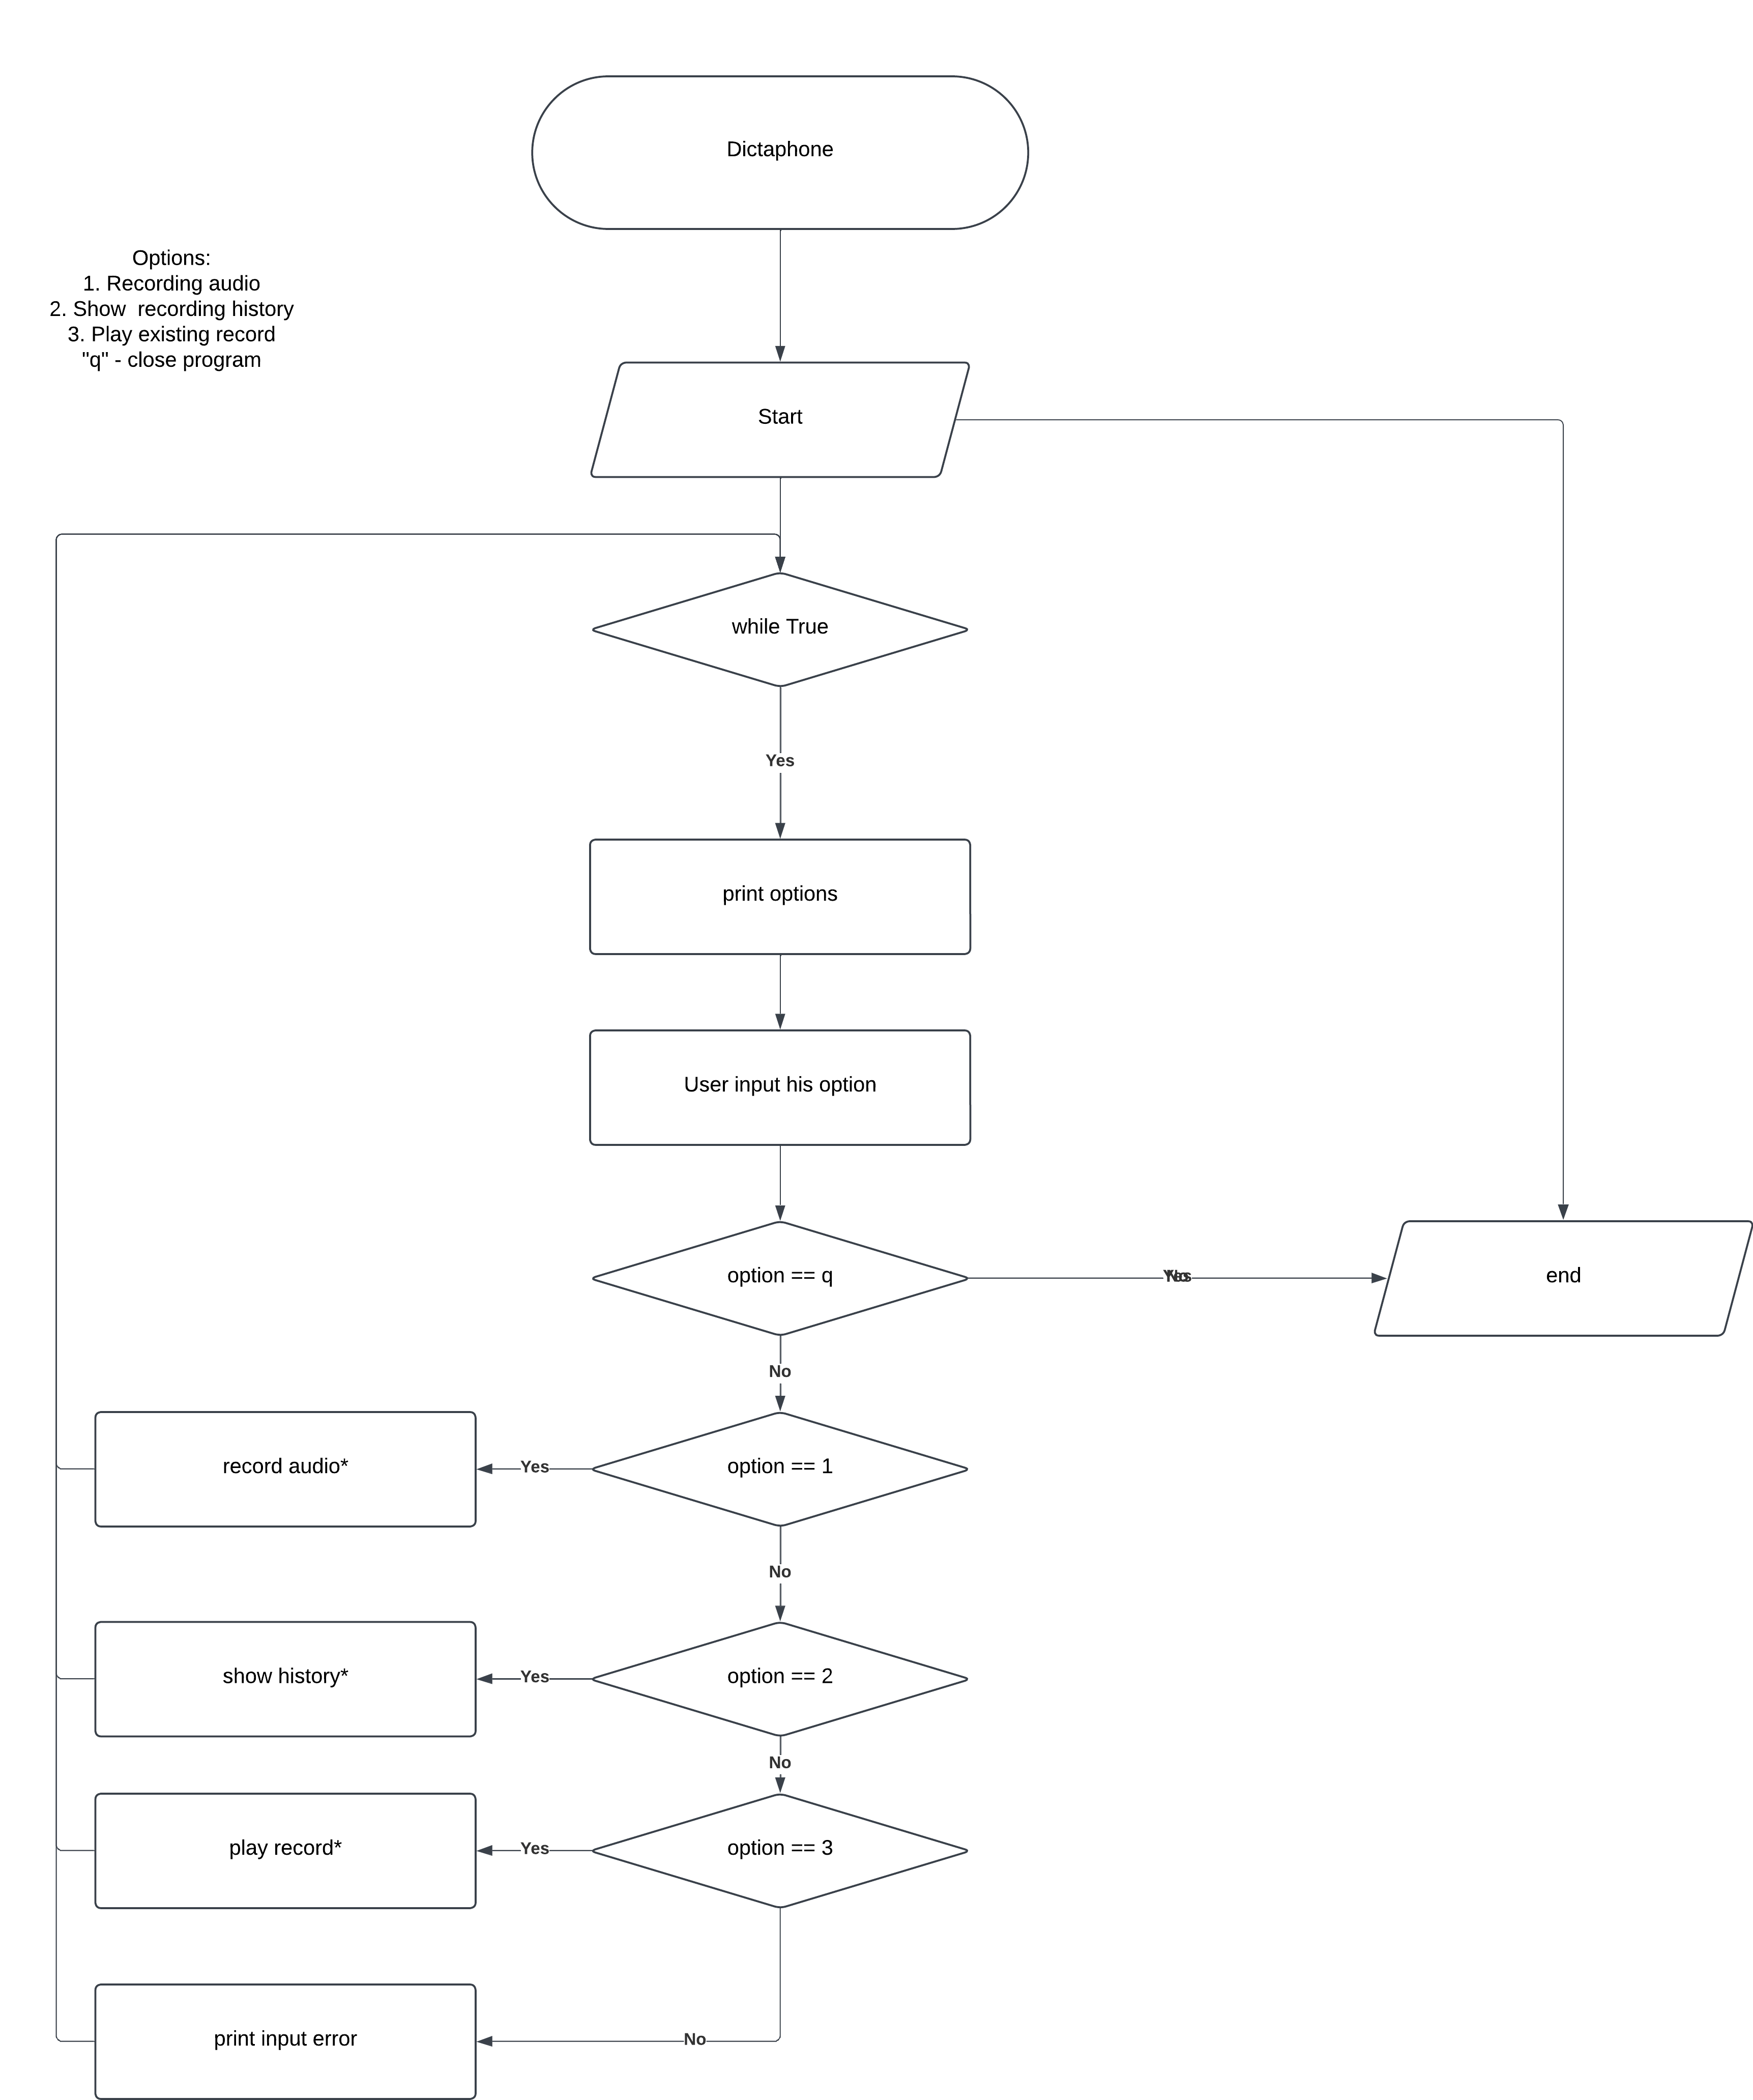 Dictaphone
Options:
1. Recording audio
2. Show  recording history
3. Play existing record
"q" - close program
Start
while True
Yes
print options
User input his option
option == q
Yes
No
end
No
record audio*
Yes
option == 1
No
show history*
Yes
option == 2
No
play record*
Yes
option == 3
print input error
No